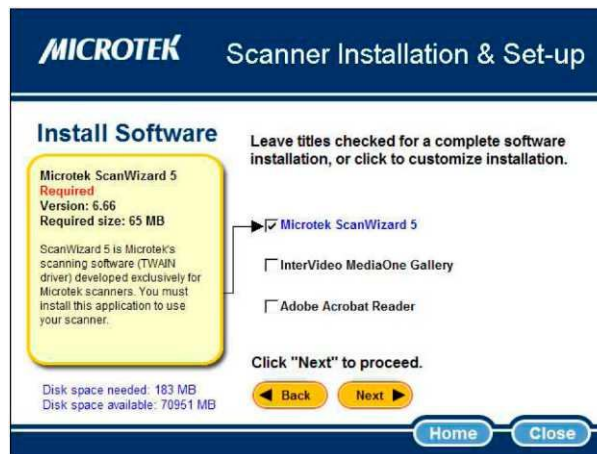 MICROTEK
Scanner Installation & Set-up
Install Software
Microtek ScanWizard 5
Required
Version: 6.66
Required size: 65 MB
ScanWizard 5 is Microtek's
scanning software (TWAIN
driver) developed exclusively for
Microtek scanners. You must
install this application to use
your scanner.
Disk space needed: 183 MB
Disk space available: 70951 MB
Leave titles checked for a complete software
installation, or click to customize installation.
Microtek ScanWizard 5
InterVideo MediaOne Gallery
Adobe Acrobat Reader
Click "Next" to proceed.
Back
Next
Home
Close